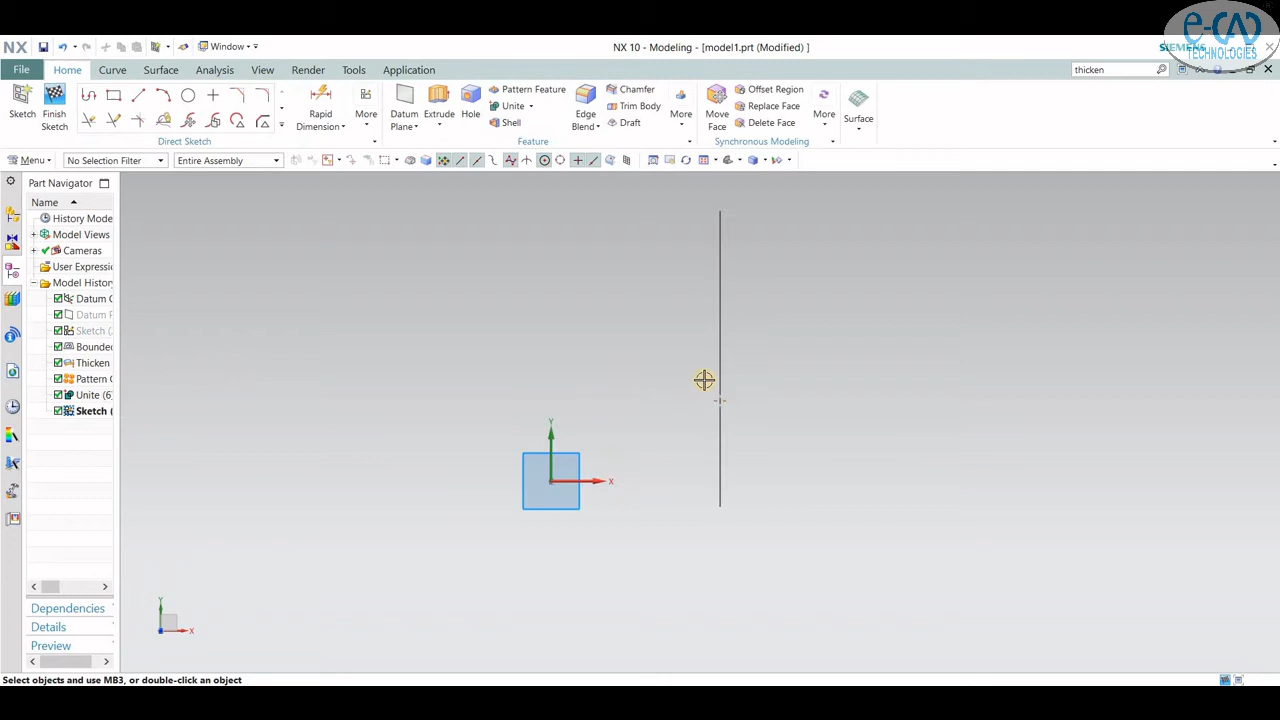 e-CAD
TECHNOLOGIES
NX
Window
NX 10 - Modeling - [model1.prt (Modified) ]
SIEMENS
File
Home
Curve
Surface
Analysis
View
Render
Tools
Application
thicken
Sketch
Finish
Sketch
Rapid
Dimension
More
Direct Sketch
Datum
Plane
Extrude
Hole
Pattern Feature
Unite
Shell
Edge
Blend
Chamfer
Trim Body
Draft
More
Feature
Move
Face
Offset Region
Replace Face
Delete Face
More
Synchronous Modeling
Surface
Menu
No Selection Filter
Entire Assembly
Part Navigator
Name
History Mode
Model Views
Cameras
User Expressi
Model History
Datum C
Datum P
Sketch (
Bounded
Thicken
Pattern C
Unite (6)
Sketch (
Dependencies
Details
Preview
Y
X
Y
X
Select objects and use MB3, or double-click an object